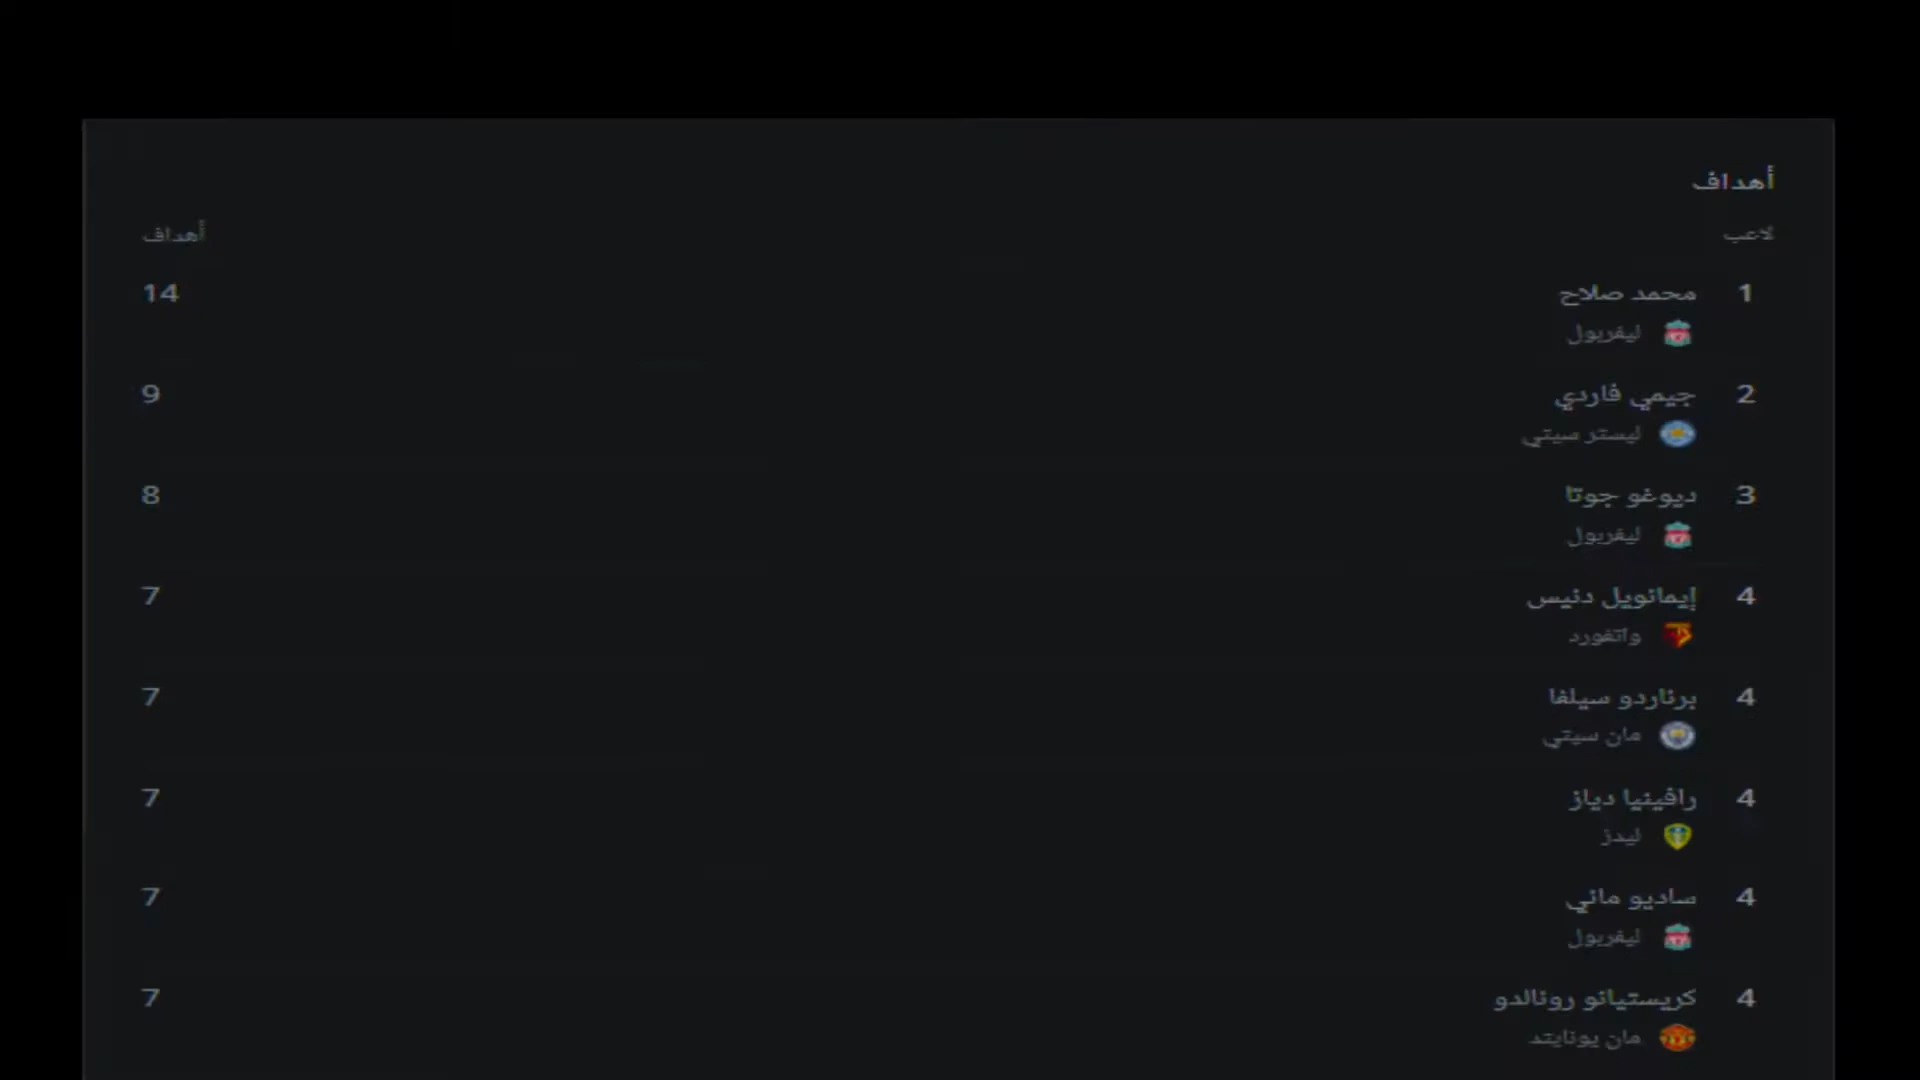 أهداف
لاعب أهداف
1 محمد صلاح 14
ليفربول
2 جيمي فاردي 9
ليستر سيتي
3 ديوغو جوتا 8
ليفربول
4 إيمانويل دنيس 7
واتفورد
4 برناردو سيلفا 7
مان سيتي
4 رافينيا دياز 7
ليدز
4 ساديو ماني 7
ليفربول
4 كريستيانو رونالدو 7
مان يونايتد